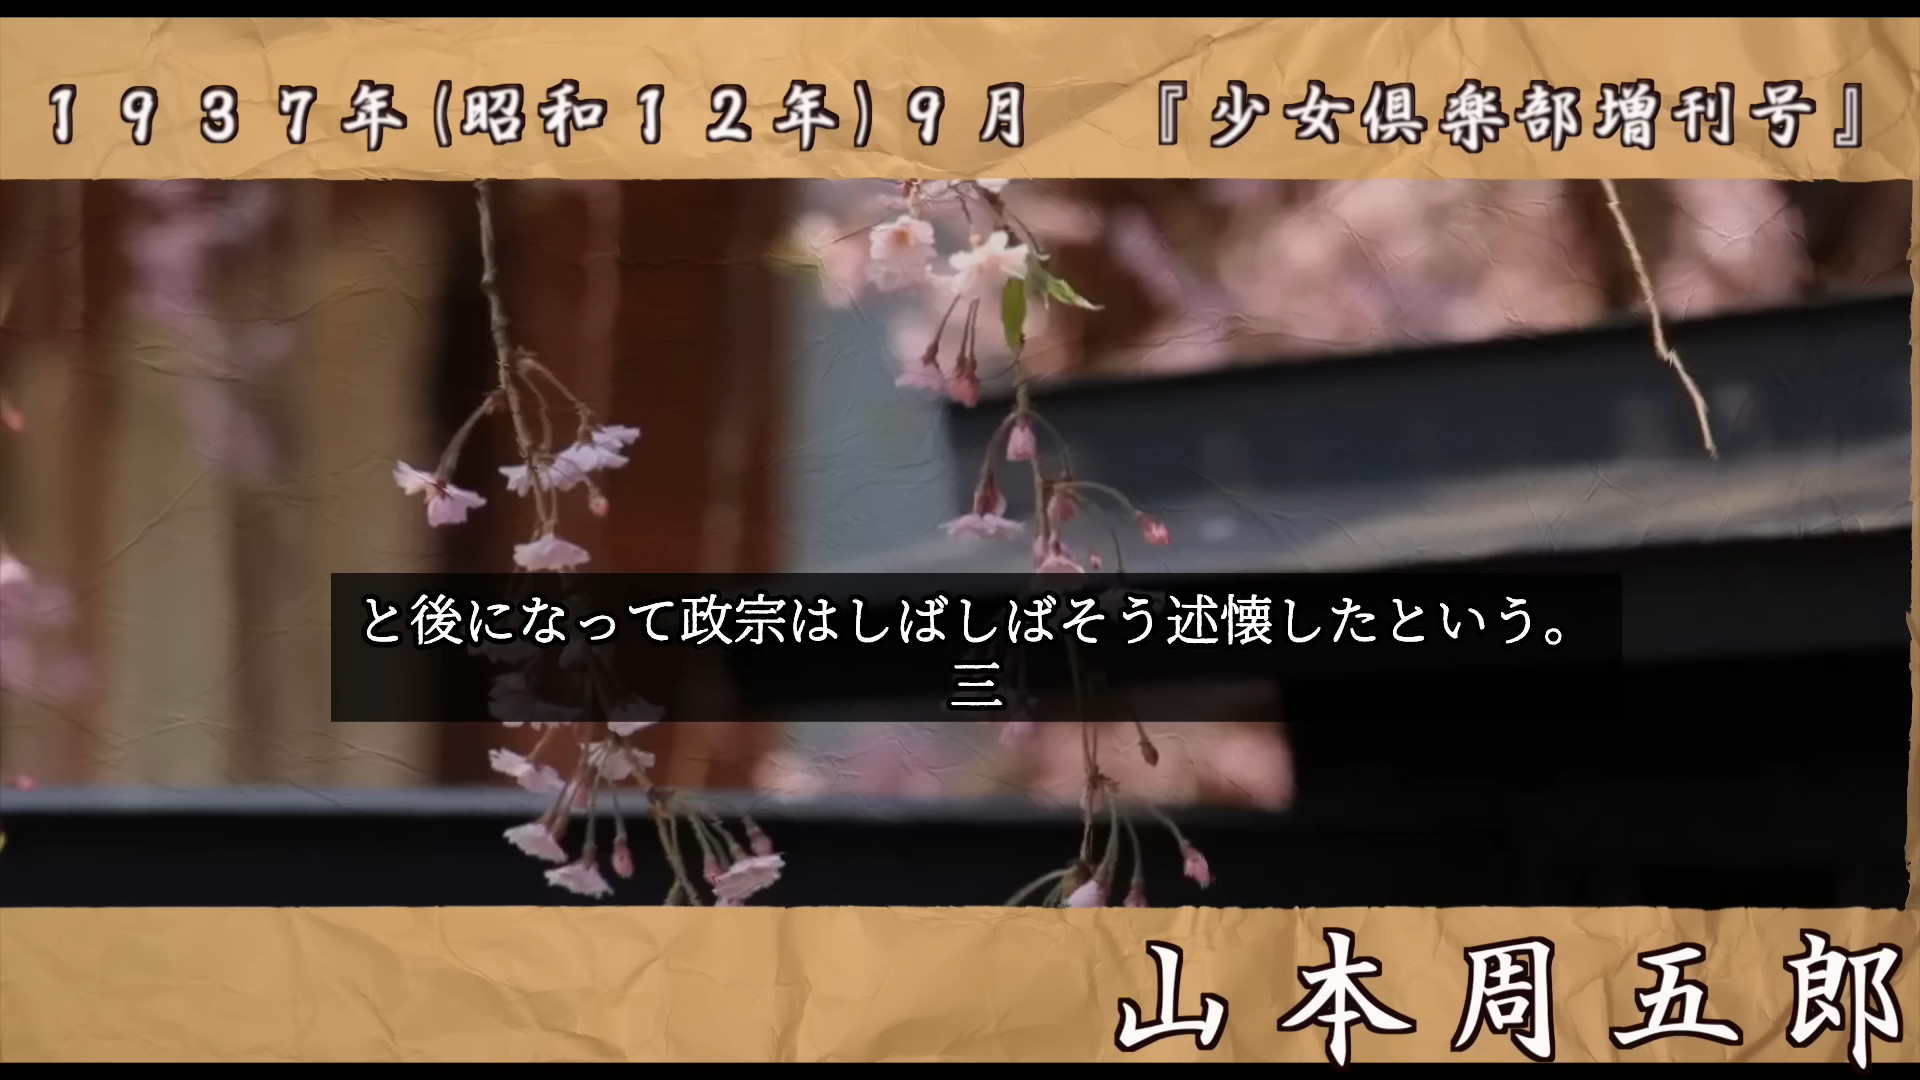 １９３７年(昭和１２年)９月　『少女倶楽部増刊号』
と後になって政宗はしばしばそう述懐したという。
三
山本周五郎